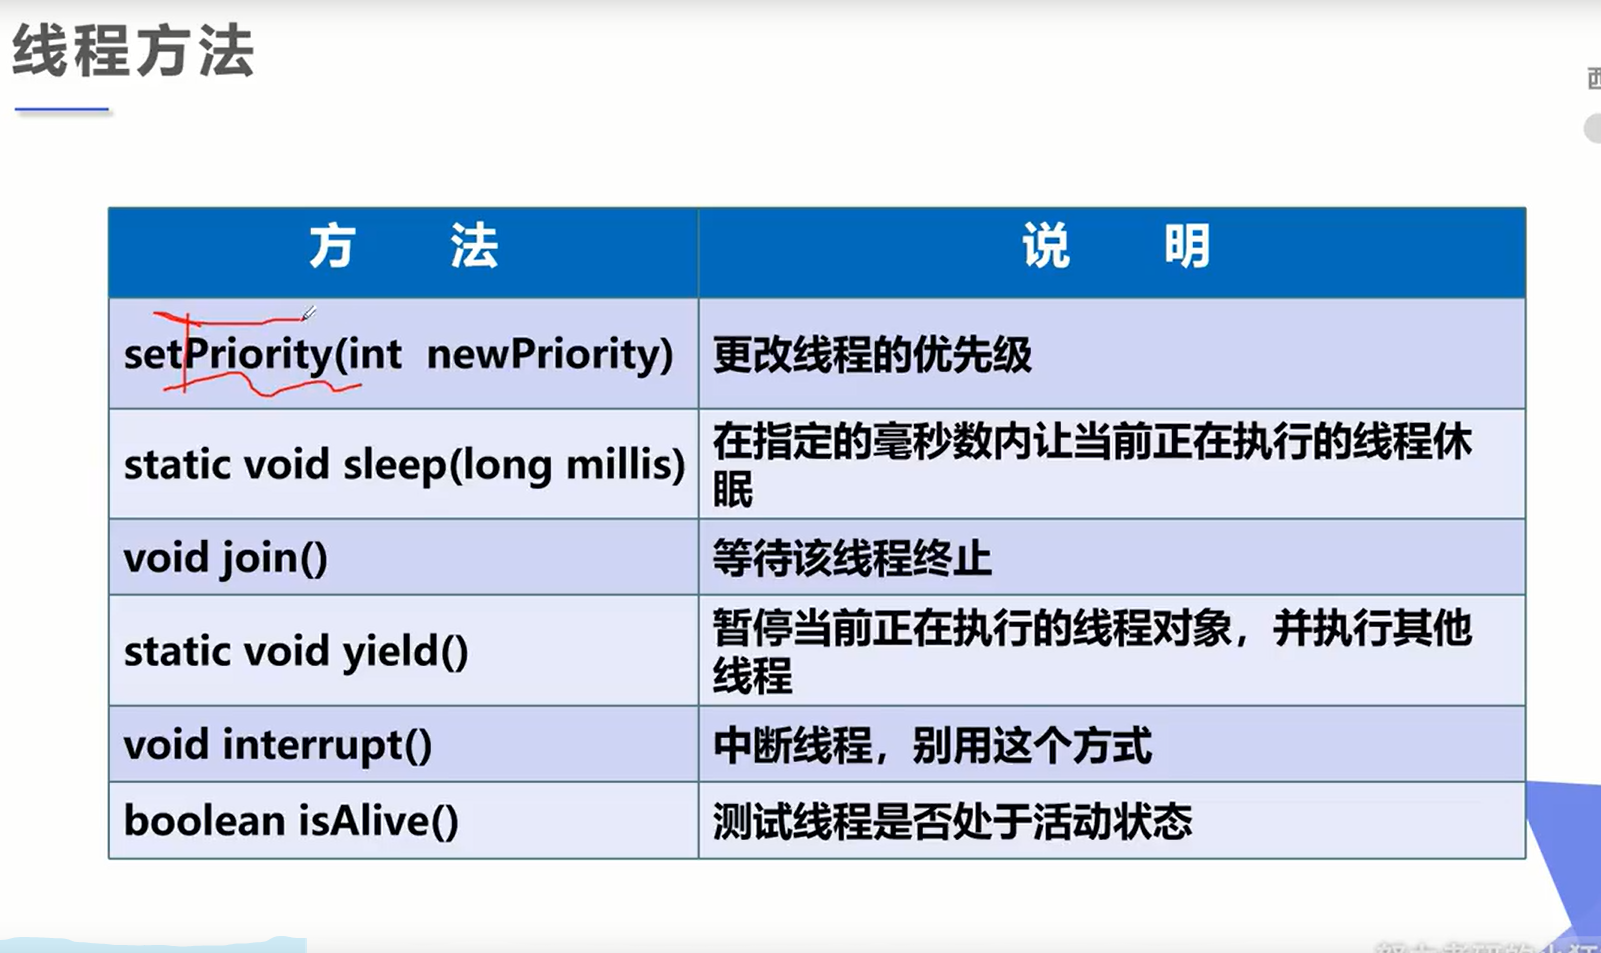 线程方法
方 法 说 明
setPriority(int newPriority) 更改线程的优先级
static void sleep(long millis) 在指定的毫秒数内让当前正在执行的线程休
眠
void join() 等待该线程终止
static void yield() 暂停当前正在执行的线程对象，并执行其他
线程
void interrupt() 中断线程，别用这个方式
boolean isAlive() 测试线程是否处于活动状态